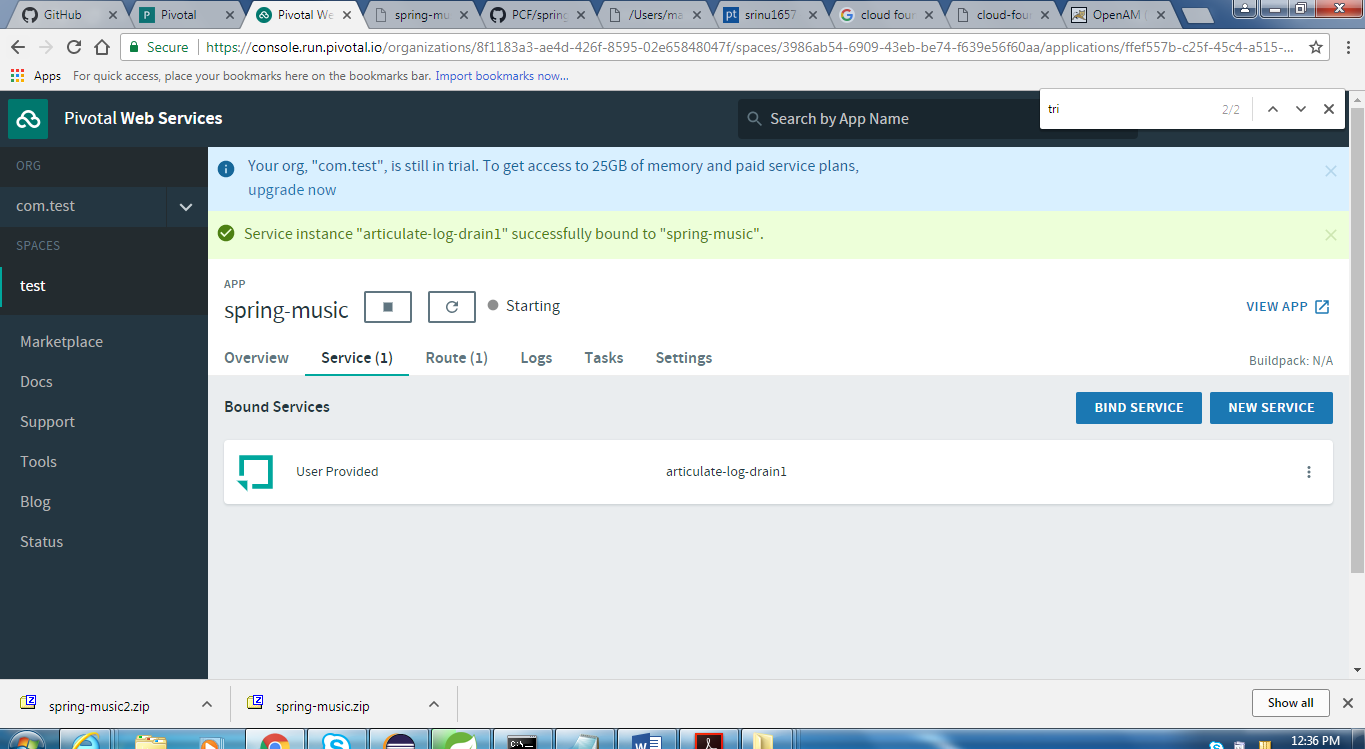 GitHub
Pivotal
Pivotal We
spring-mu
PCF/spring
/Users/ma
srinu1657
cloud four
cloud-four
OpenAM (
Secure
https://console.run.pivotal.io/organizations/8f1183a3-ae4d-426f-8595-02e65848047f/spaces/3986ab54-6909-43eb-be74-f639e56f60aa/applications/ffef557b-c25f-45c4-a515-...
Apps
For quick access, place your bookmarks here on the bookmarks bar. Import bookmarks now...
tri
2/2
Pivotal Web Services
Search by App Name
ORG
com.test
SPACES
test
Marketplace
Docs
Support
Tools
Blog
Status
Your org, "com.test", is still in trial. To get access to 25GB of memory and paid service plans,
upgrade now
Service instance "articulate-log-drain1" successfully bound to "spring-music".
APP
spring-music
Starting
VIEW APP
Overview
Service (1)
Route (1)
Logs
Tasks
Settings
Buildpack: N/A
Bound Services
BIND SERVICE
NEW SERVICE
User Provided
articulate-log-drain1
spring-music2.zip
spring-music.zip
Show all
12:36 PM